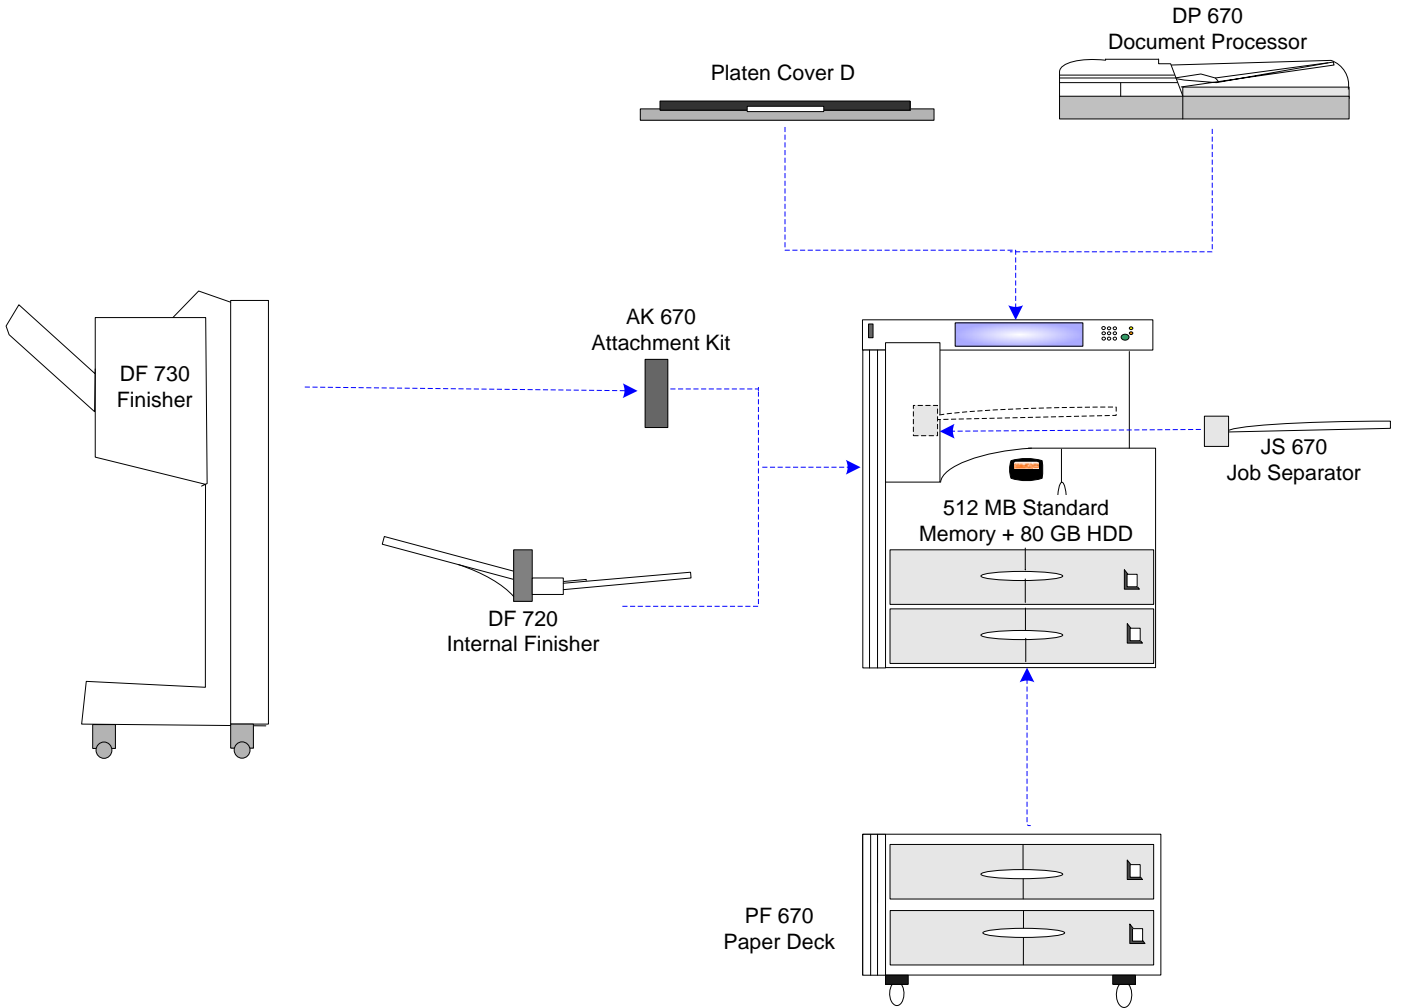 DP 670
Document Processor
Platen Cover D
AK 670
Attachment Kit
DF 730
Finisher
JS 670
Job Separator
512 MB Standard
Memory + 80 GB HDD
DF 720
Internal Finisher
PF 670
Paper Deck